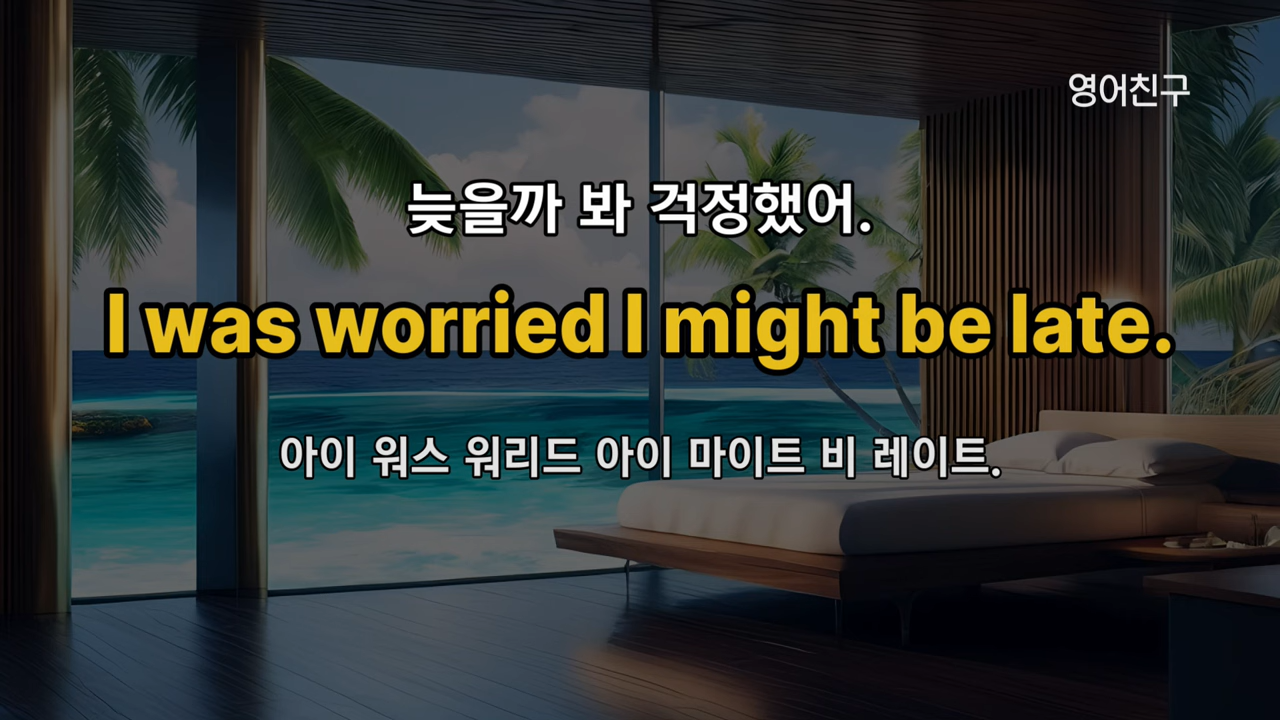 영어친구
늦을까 봐 걱정했어.
I was worried I might be late.
아이 워스 워리드 아이 마이트 비 레이트.